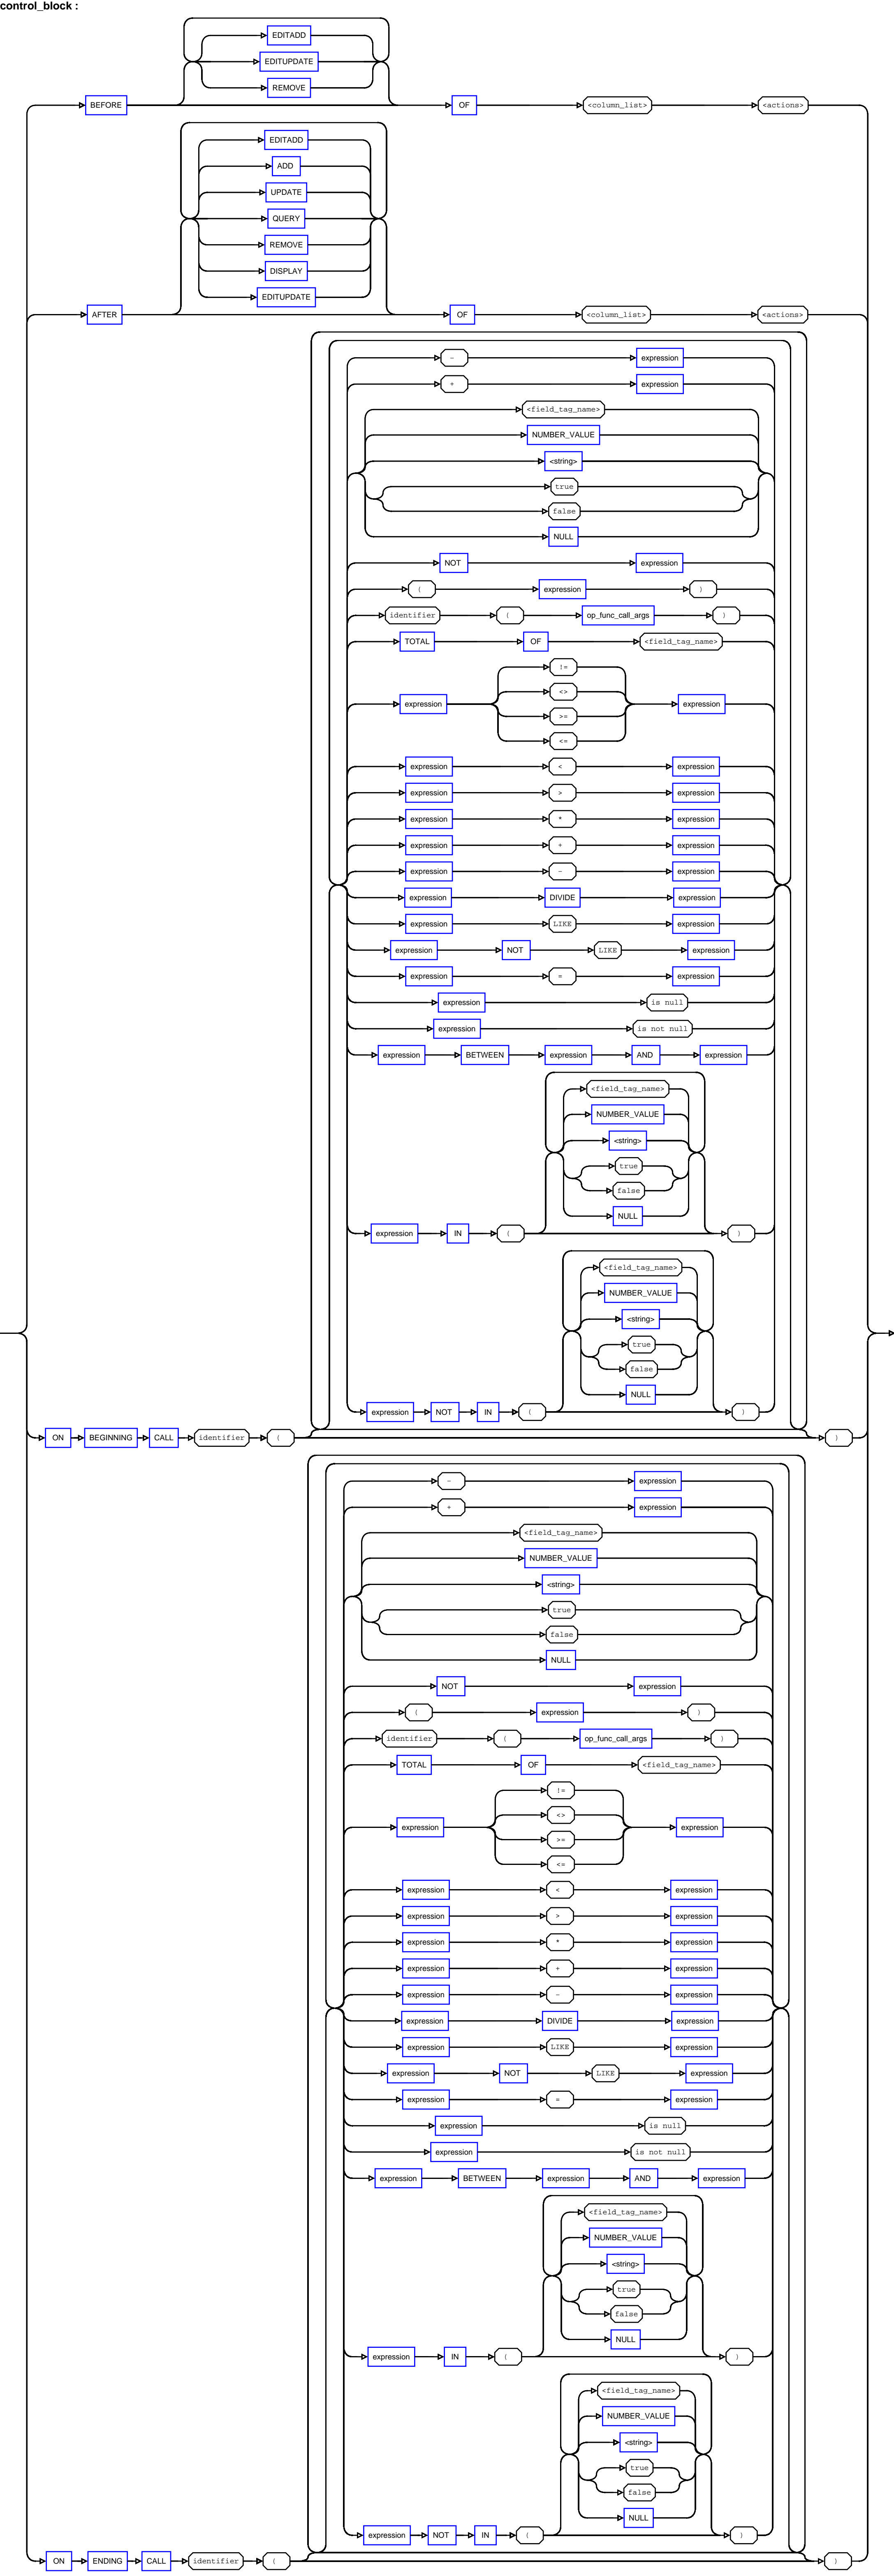 control_block :
EDITADD
EDITUPDATE
REMOVE
BEFORE OF <column_list> <actions>
EDITADD
ADD
UPDATE
QUERY
REMOVE
DISPLAY
EDITUPDATE
AFTER OF <column_list> <actions>
- expression
+ expression
<field_tag_name>
NUMBER_VALUE
<string>
true
false
NULL
NOT expression
( expression )
identifier ( op_func_call_args )
TOTAL OF <field_tag_name>
!=
<>
expression expression
>=
<=
expression < expression
expression > expression
expression * expression
expression + expression
expression - expression
expression DIVIDE expression
expression LIKE expression
expression NOT LIKE expression
expression = expression
expression is null
expression is not null
expression BETWEEN expression AND expression
<field_tag_name>
NUMBER_VALUE
<string>
true
false
NULL
expression IN ( )
<field_tag_name>
NUMBER_VALUE
<string>
true
false
NULL
expression NOT IN ( )
ON BEGINNING CALL identifier ( )
- expression
+ expression
<field_tag_name>
NUMBER_VALUE
<string>
true
false
NULL
NOT expression
( expression )
identifier ( op_func_call_args )
TOTAL OF <field_tag_name>
!=
<>
expression expression
>=
<=
expression < expression
expression > expression
expression * expression
expression + expression
expression - expression
expression DIVIDE expression
expression LIKE expression
expression NOT LIKE expression
expression = expression
expression is null
expression is not null
expression BETWEEN expression AND expression
<field_tag_name>
NUMBER_VALUE
<string>
true
false
NULL
expression IN ( )
<field_tag_name>
NUMBER_VALUE
<string>
true
false
NULL
expression NOT IN ( )
ON ENDING CALL identifier ( )